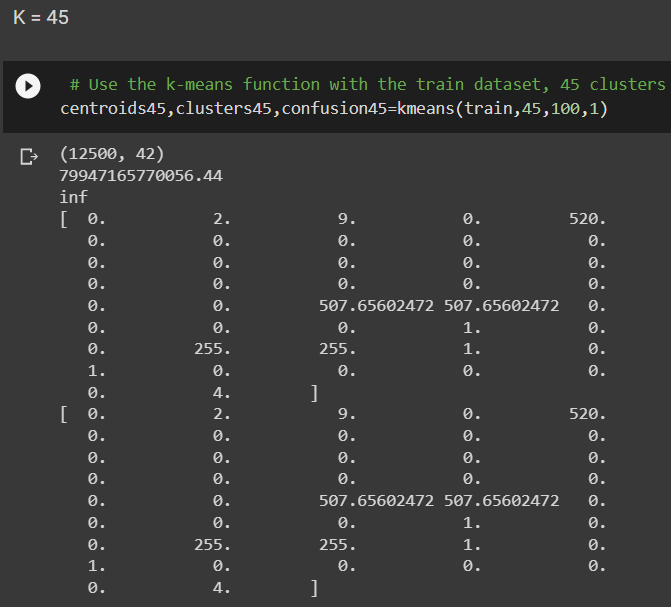 K = 45
# Use the k-means function with the train dataset, 45 clusters
centroids45,clusters45,confusion45=kmeans(train,45,100,1)
(12500, 42)
79947165770056.44
inf
[ 0. 2. 9. 0. 520.
0. 0. 0. 0. 0.
0. 0. 0. 0. 0.
0. 0. 0. 0. 0.
0. 0. 507.65602472 507.65602472 0.
0. 0. 0. 1. 0.
0. 255. 255. 1. 0.
1. 0. 0. 0. 0.
0. 4. ]
[ 0. 2. 9. 0. 520.
0. 0. 0. 0. 0.
0. 0. 0. 0. 0.
0. 0. 0. 0. 0.
0. 0. 507.65602472 507.65602472 0.
0. 0. 0. 1. 0.
0. 255. 255. 1. 0.
1. 0. 0. 0. 0.
0. 4. ]